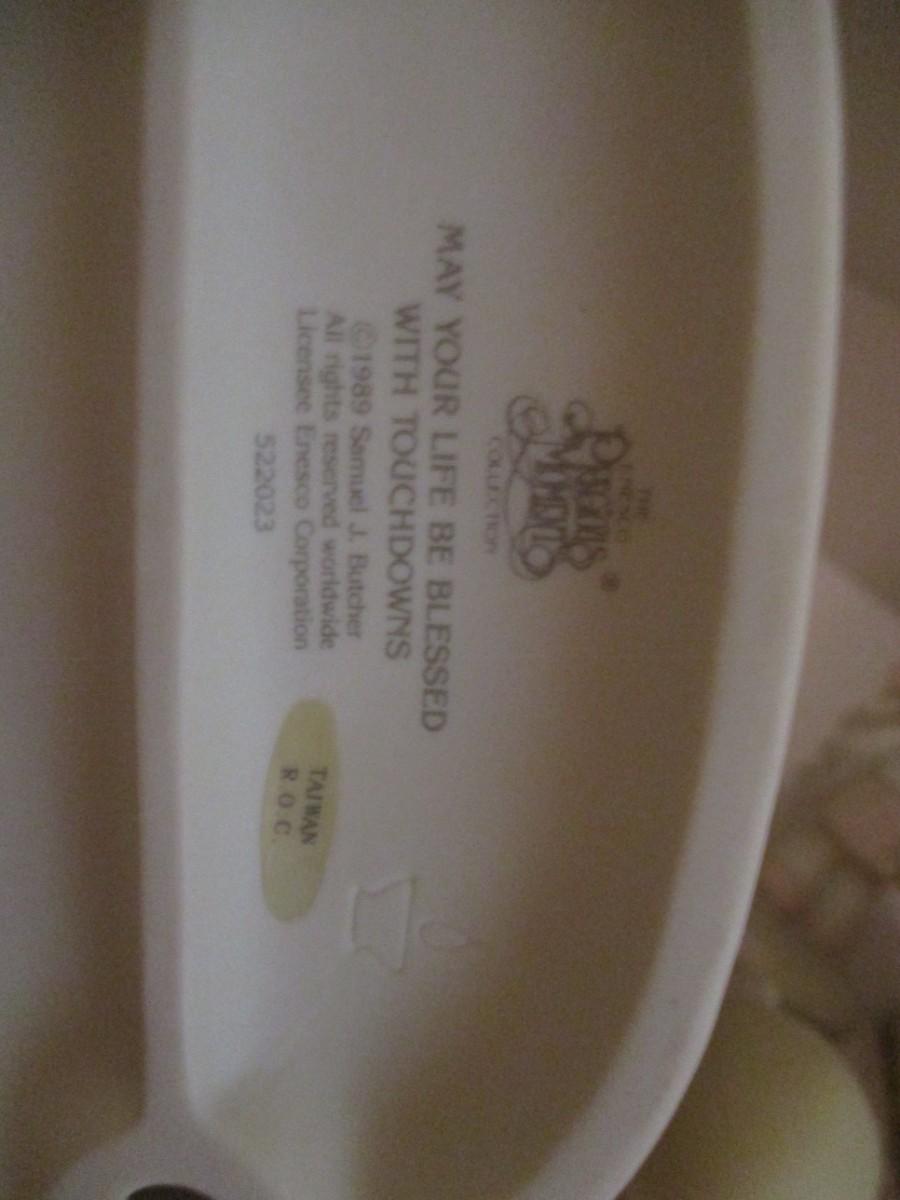 THE
ENESCO
PRECIOUS
MOMENTS ®
COLLECTION
MAY YOUR LIFE BE BLESSED
WITH TOUCHDOWNS
©1989 Samuel J. Butcher
All rights reserved worldwide
Licensee Enesco Corporation
522023
TAIWAN
R.O.C.